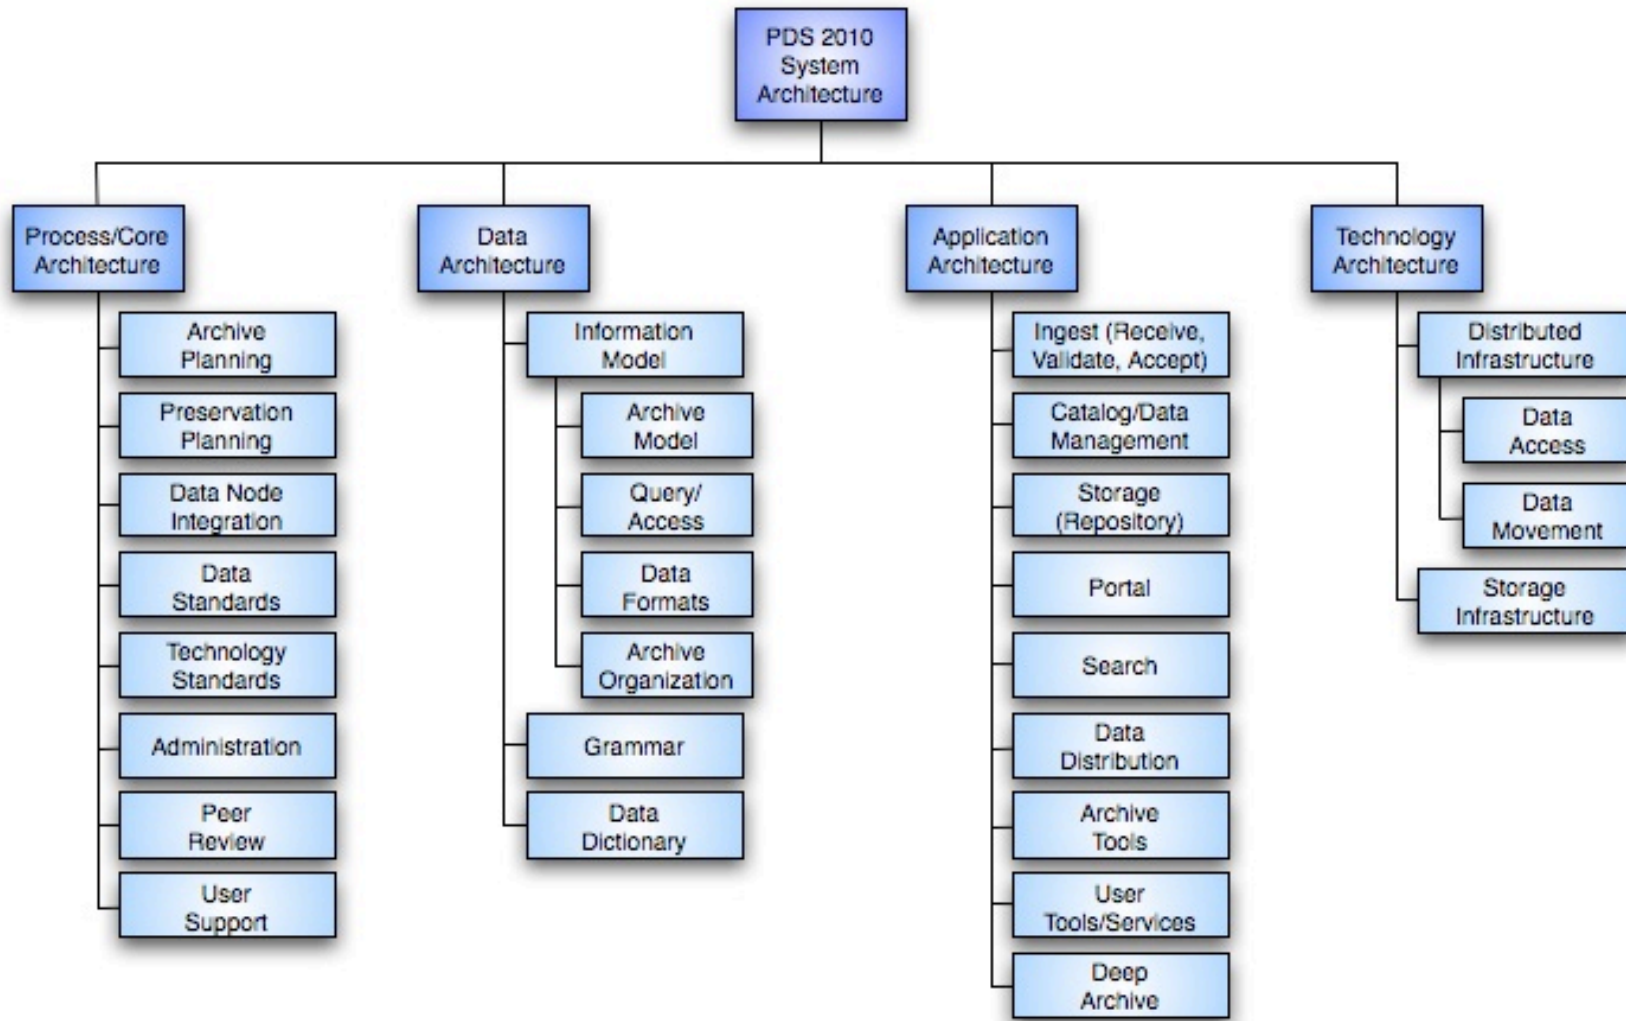 PDS 2010
System
Architecture
Process/Core
Architecture
Archive
Planning
Preservation
Planning
Data Node
Integration
Data
Standards
Technology
Standards
Administration
Peer
Review
User
Support
Data
Architecture
Information
Model
Archive
Model
Query/
Access
Data
Formats
Archive
Organization
Grammar
Data
Dictionary
Application
Architecture
Ingest (Receive,
Validate, Accept)
Catalog/Data
Management
Storage
(Repository)
Portal
Search
Data
Distribution
Archive
Tools
User
Tools/Services
Deep
Archive
Technology
Architecture
Distributed
Infrastructure
Data
Access
Data
Movement
Storage
Infrastructure